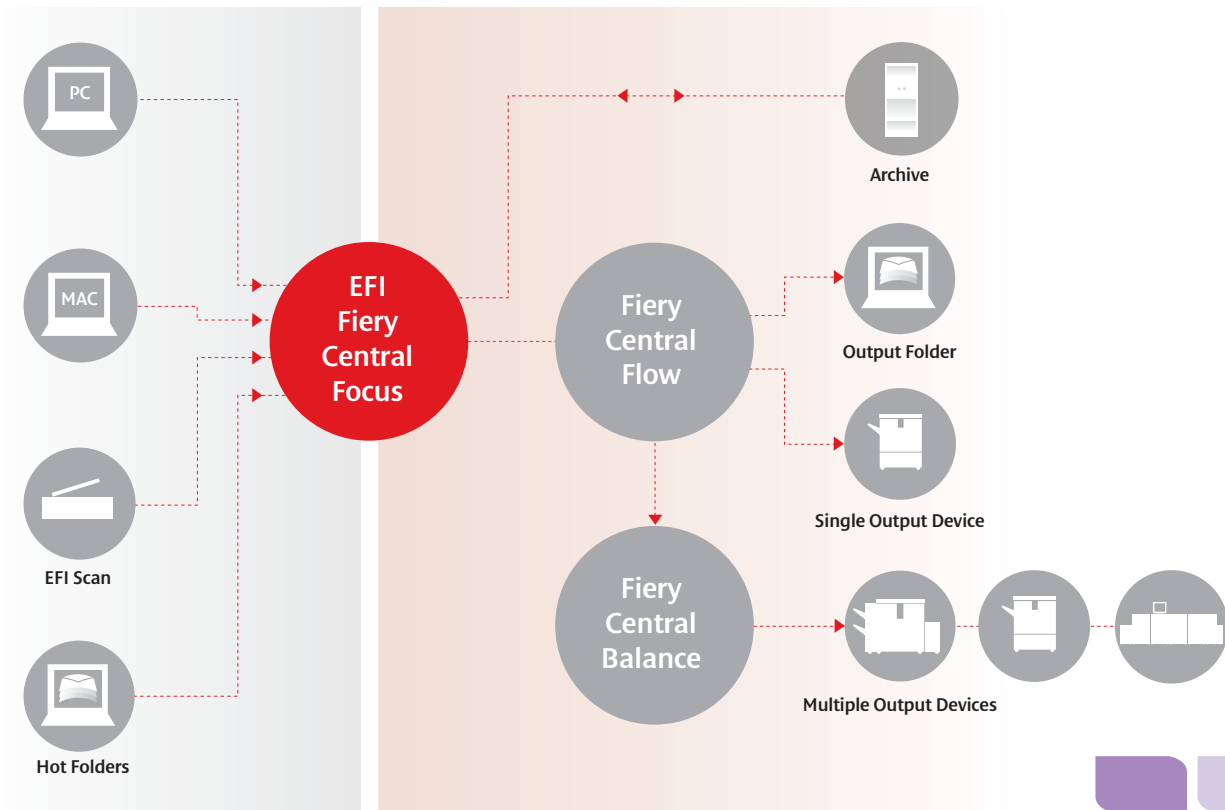 PC
MAC
EFI Scan
Hot Folders
EFI
Fiery
Central
Focus
Fiery
Central
Flow
Fiery
Central
Balance
Archive
Output Folder
Single Output Device
Multiple Output Devices